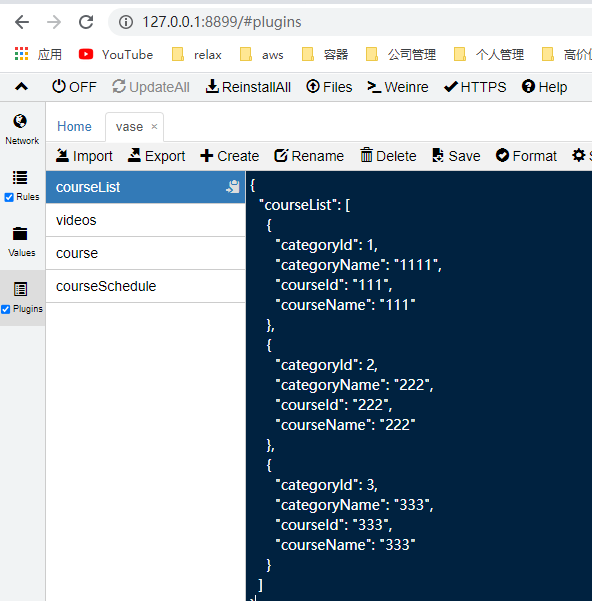 127.0.0.1:8899/#plugins
应用 YouTube relax aws 容器 公司管理 个人管理
OFF UpdateAll ReinstallAll Files Weinre HTTPS Help
Network
Rules
Values
Plugins
Home vase ×
Import Export Create Rename Delete Save Format
courseList
videos
course
courseSchedule
{
"courseList": [
{
"categoryId": 1,
"categoryName": "1111",
"courseId": "111",
"courseName": "111"
},
{
"categoryId": 2,
"categoryName": "222",
"courseId": "222",
"courseName": "222"
},
{
"categoryId": 3,
"categoryName": "333",
"courseId": "333",
"courseName": "333"
}
]